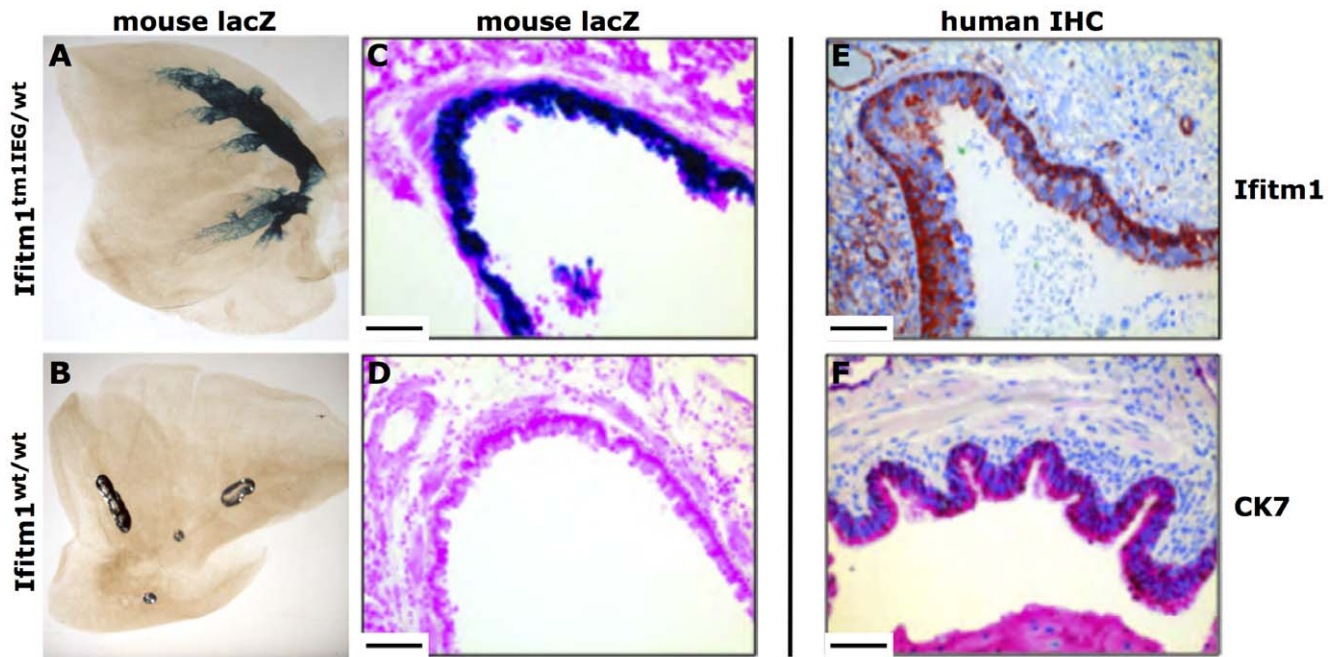 mouse lacZ mouse lacZ human IHC
A C E
Ifitm1tm1IEG/wt
Ifitm1
B D F
Ifitm1wt/wt
CK7